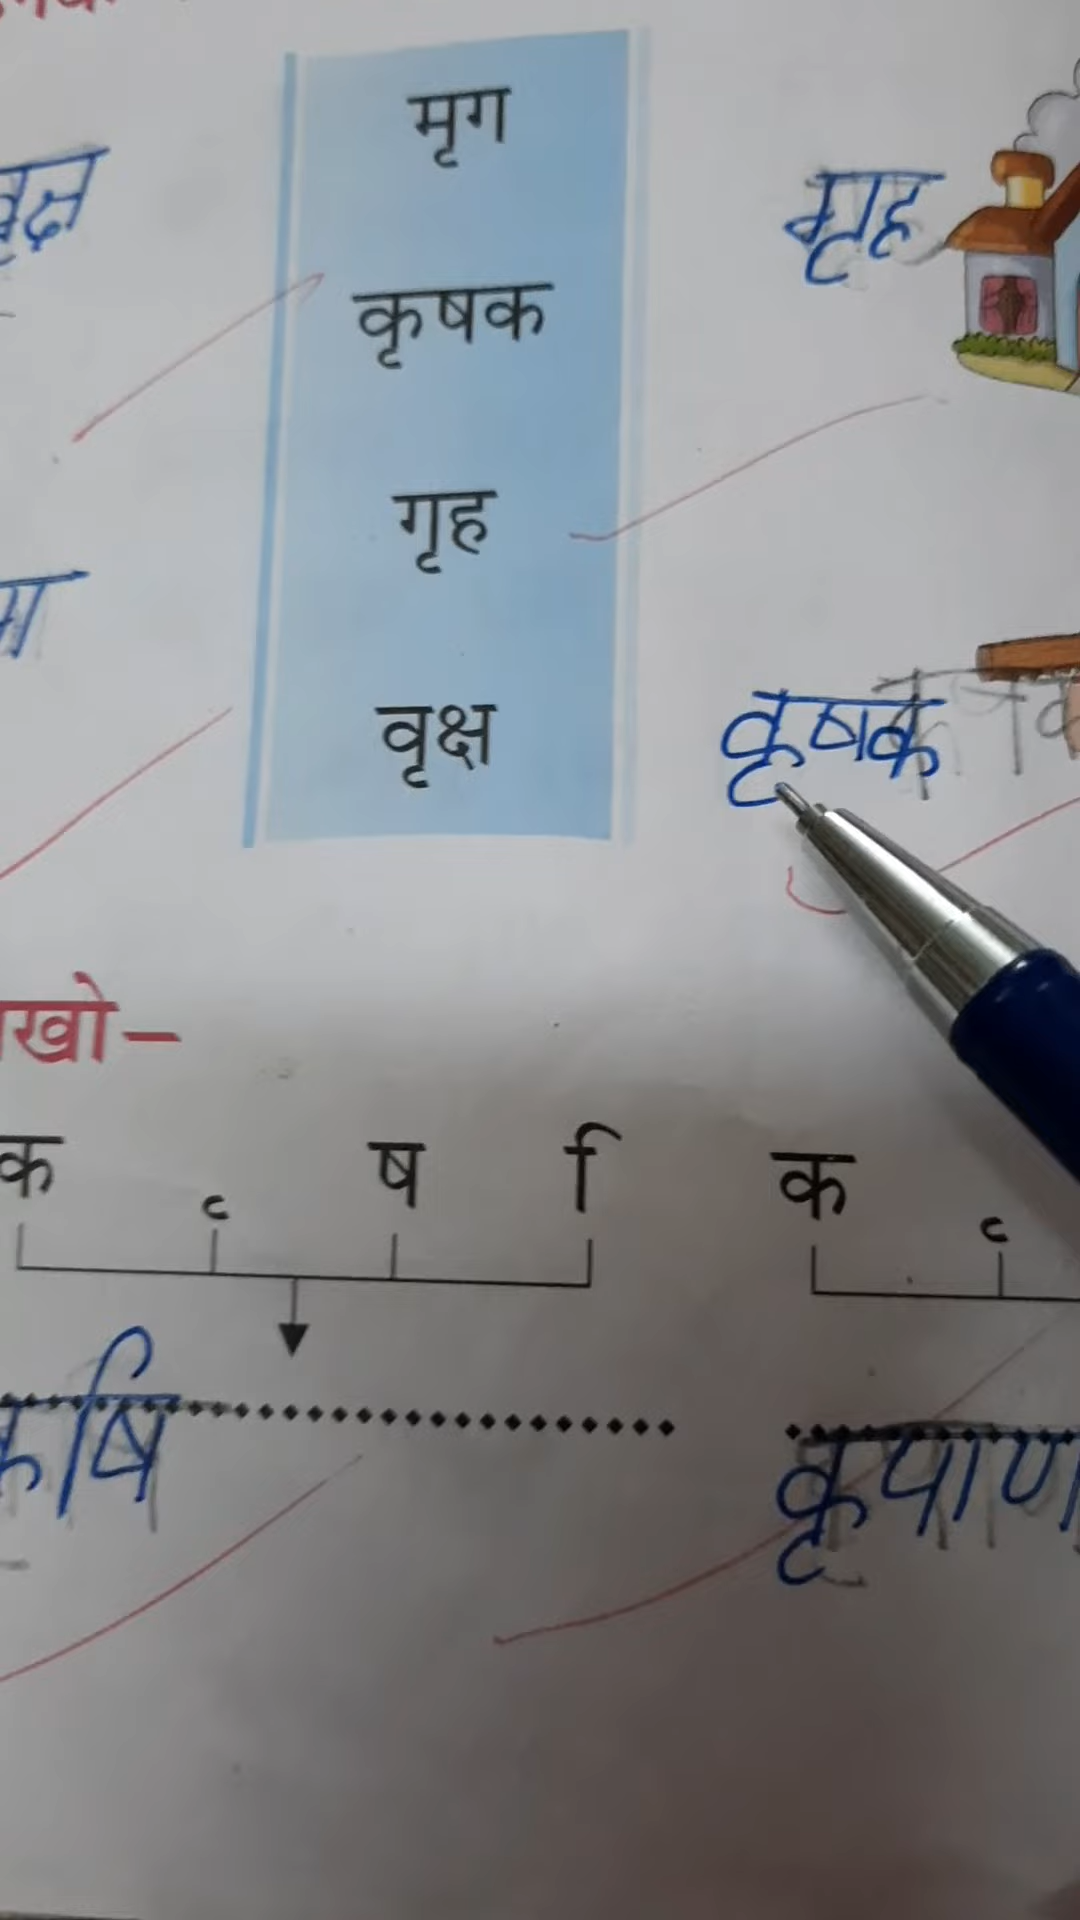 मृग
वृक्ष
गृह
कृषक
गृह
वृक्ष
कृषक
क ृ ष ि
क ृ
कृषि
कृपाण